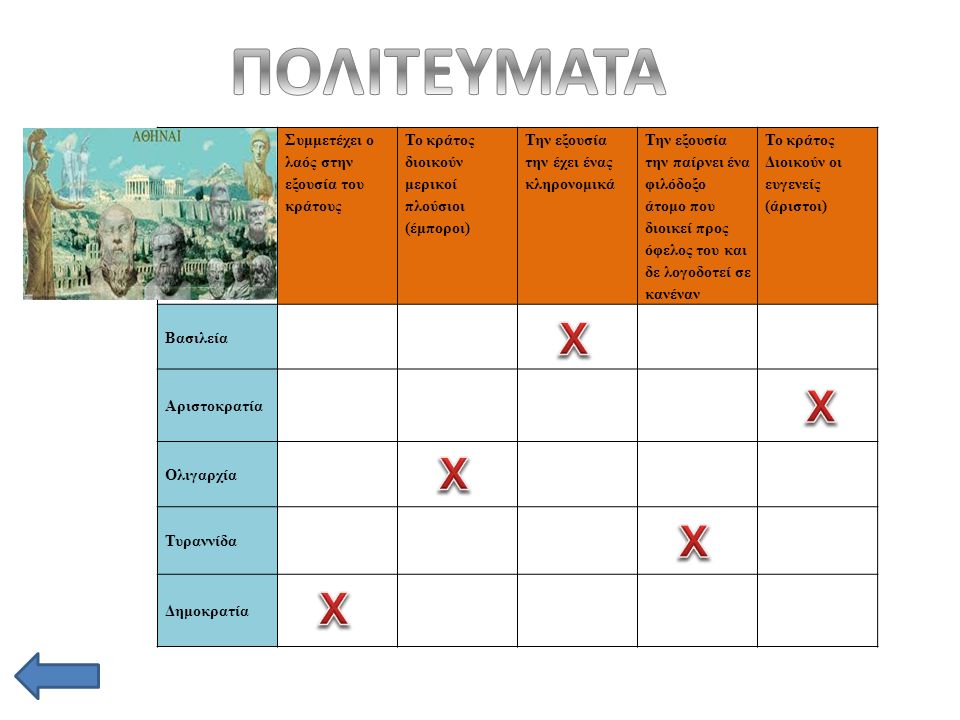 ΠΟΛΙΤΕΥΜΑΤΑ
ΑΘΗΝΑΙ
Συμμετέχει ο
λαός στην
εξουσία του
κράτους
Το κράτος
διοικούν
μερικοί
πλούσιοι
(έμποροι)
Την εξουσία
την έχει ένας
κληρονομικά
Την εξουσία
την παίρνει ένα
φιλόδοξο
άτομο που
διοικεί προς
όφελος του και
δε λογοδοτεί σε
κανέναν
Το κράτος
Διοικούν οι
ευγενείς
(άριστοι)
Βασιλεία
Χ
Αριστοκρατία
Χ
Ολιγαρχία
Χ
Τυραννίδα
Χ
Δημοκρατία
Χ